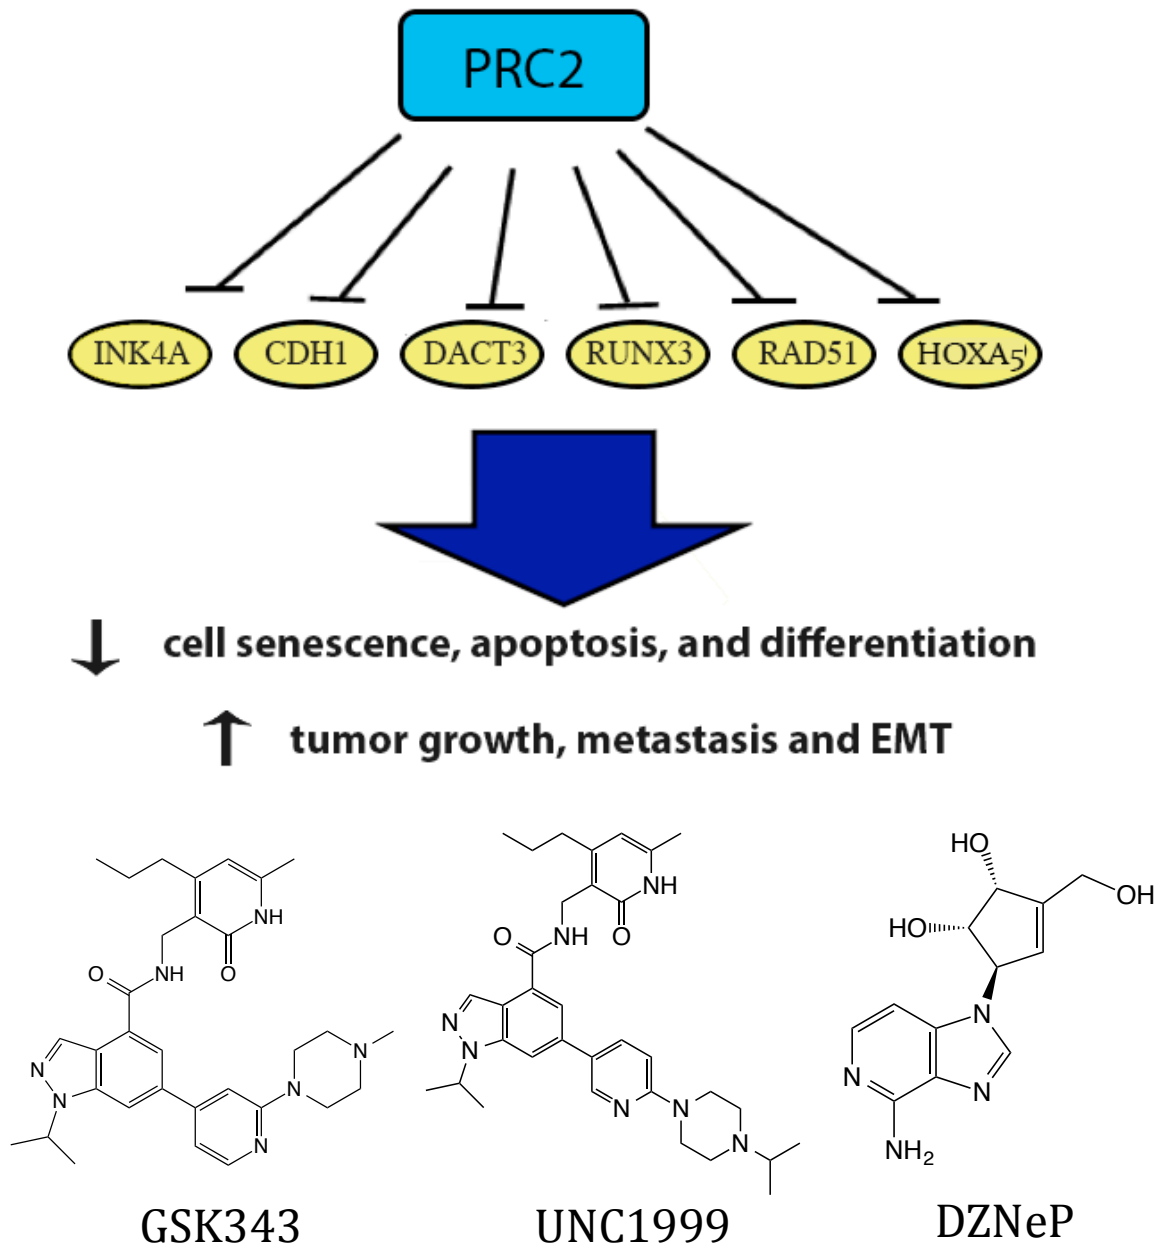 PRC2
INK4A CDH1 DACT3 RUNX3 RAD51 HOXA5
↓ cell senescence, apoptosis, and differentiation
↑ tumor growth, metastasis and EMT
NH
O
NH
O
N
N
N
N
N
GSK343
NH
O
NH
O
N
N
N
N
N
UNC1999
HO
OH
HO
N
N
N
NH2
DZNeP